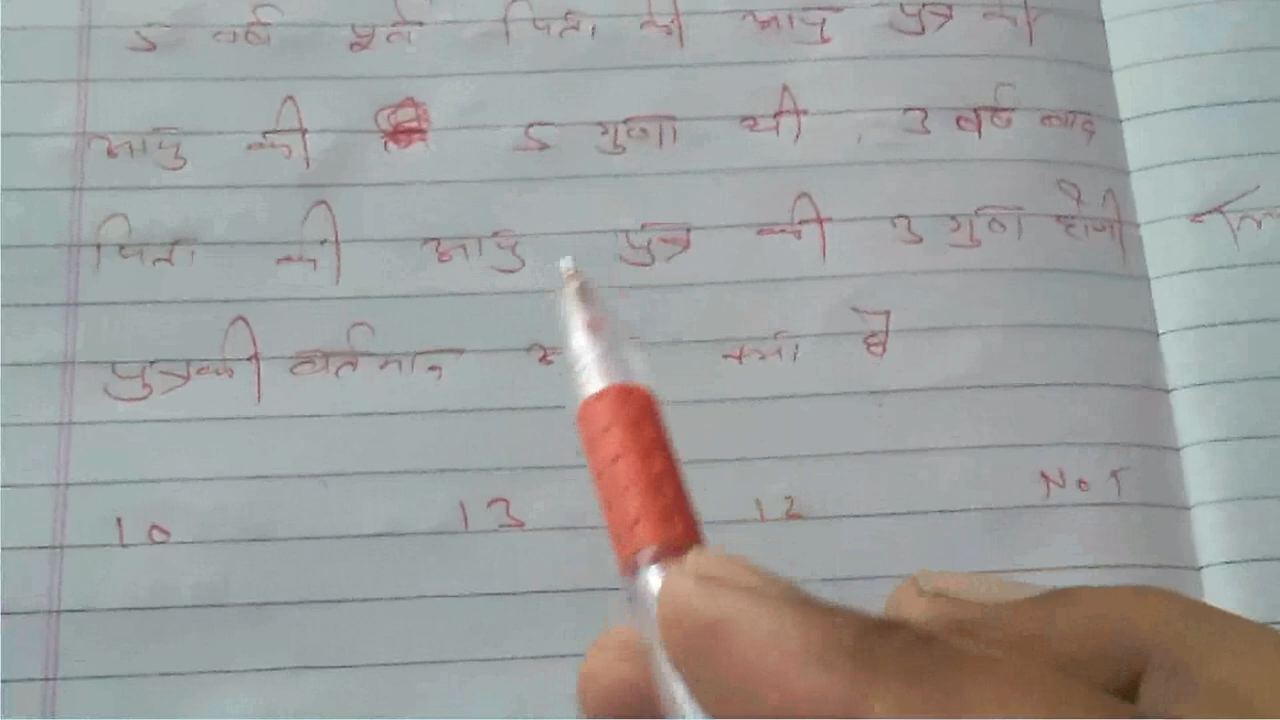 5 वर्ष पूर्व पिता की आयु पुत्र की
आयु की 5 गुणा थी , 3 वर्ष बाद
पिता की आयु पुत्र की 3 गुणा होगी
पुत्र की वर्तमान क्या है
10 13 12 Not